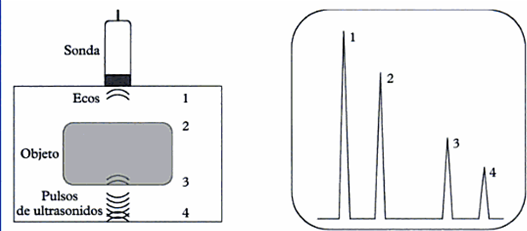 Sonda
Ecos
1
2
Objeto
3
Pulsos
de ultrasonidos
4
1
2
3
4